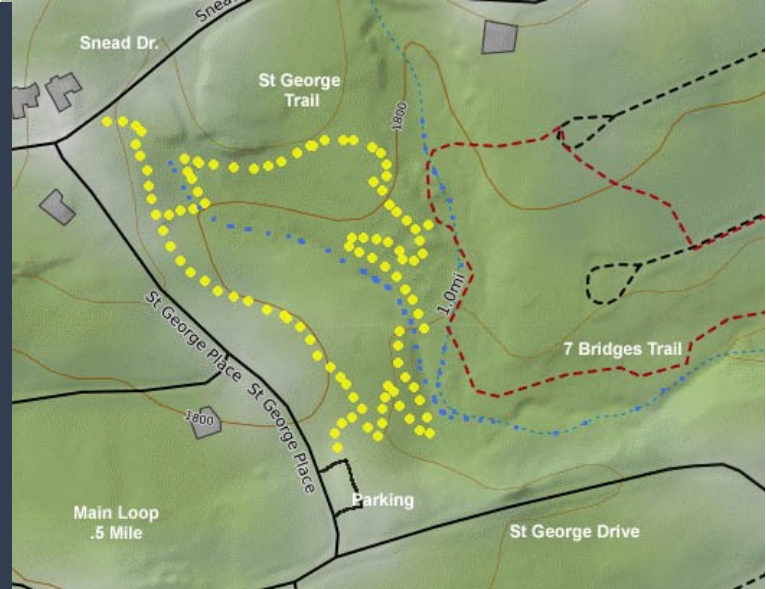 Snea
Snead Dr.
St George
Trail
1800
1.0mi
St George Place
7 Bridges Trail
St George Place
1800
Parking
Main Loop
.5 Mile
St George Drive